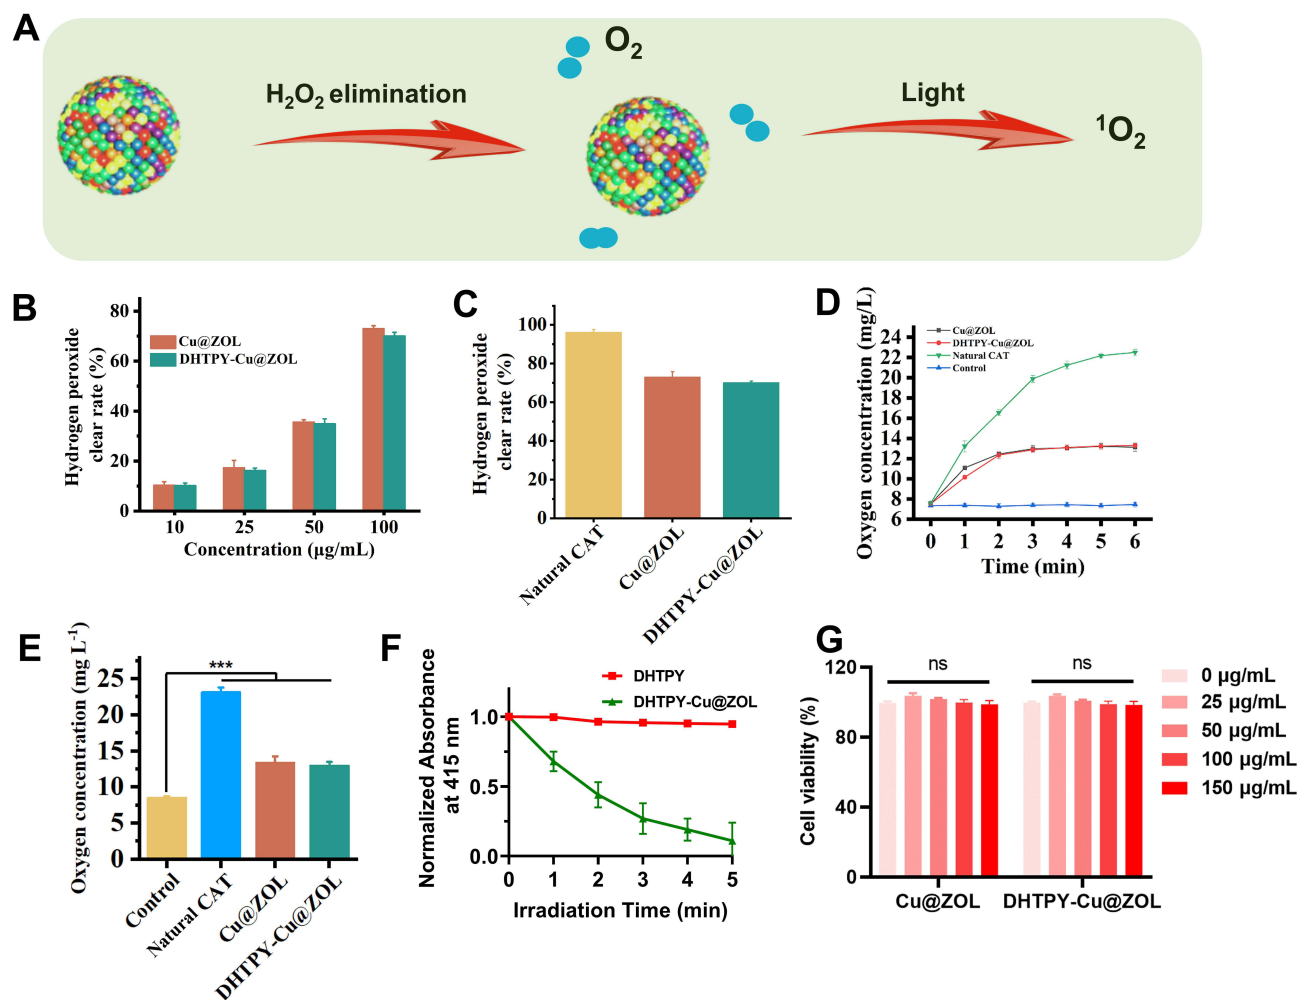 A
H₂O₂ elimination
O₂
Light
¹O₂
B
Hydrogen peroxide
clear rate (%)
80
60
40
20
0
Cu@ZOL
DHTPY-Cu@ZOL
10 25 50 100
Concentration (μg/mL)
C
Hydrogen peroxide
clear rate (%)
100
80
60
40
20
0
Natural CAT
Cu@ZOL
DHTPY-Cu@ZOL
D
Oxygen concentration (mg/L)
24
22
20
18
16
14
12
10
8
6
Cu@ZOL
DHTPY-Cu@ZOL
Natural CAT
Control
0 1 2 3 4 5 6
Time (min)
E
Oxygen concentration (mg L⁻¹)
25
20
15
10
5
0
***
Control
Natural CAT
Cu@ZOL
DHTPY-Cu@ZOL
F
DHTPY
DHTPY-Cu@ZOL
Normalized Absorbance
at 415 nm
1.0
0.5
0.0
0 1 2 3 4 5
Irradiation Time (min)
G
Cell viability (%)
120
80
40
0
ns
ns
Cu@ZOL
DHTPY-Cu@ZOL
0 μg/mL
25 μg/mL
50 μg/mL
100 μg/mL
150 μg/mL